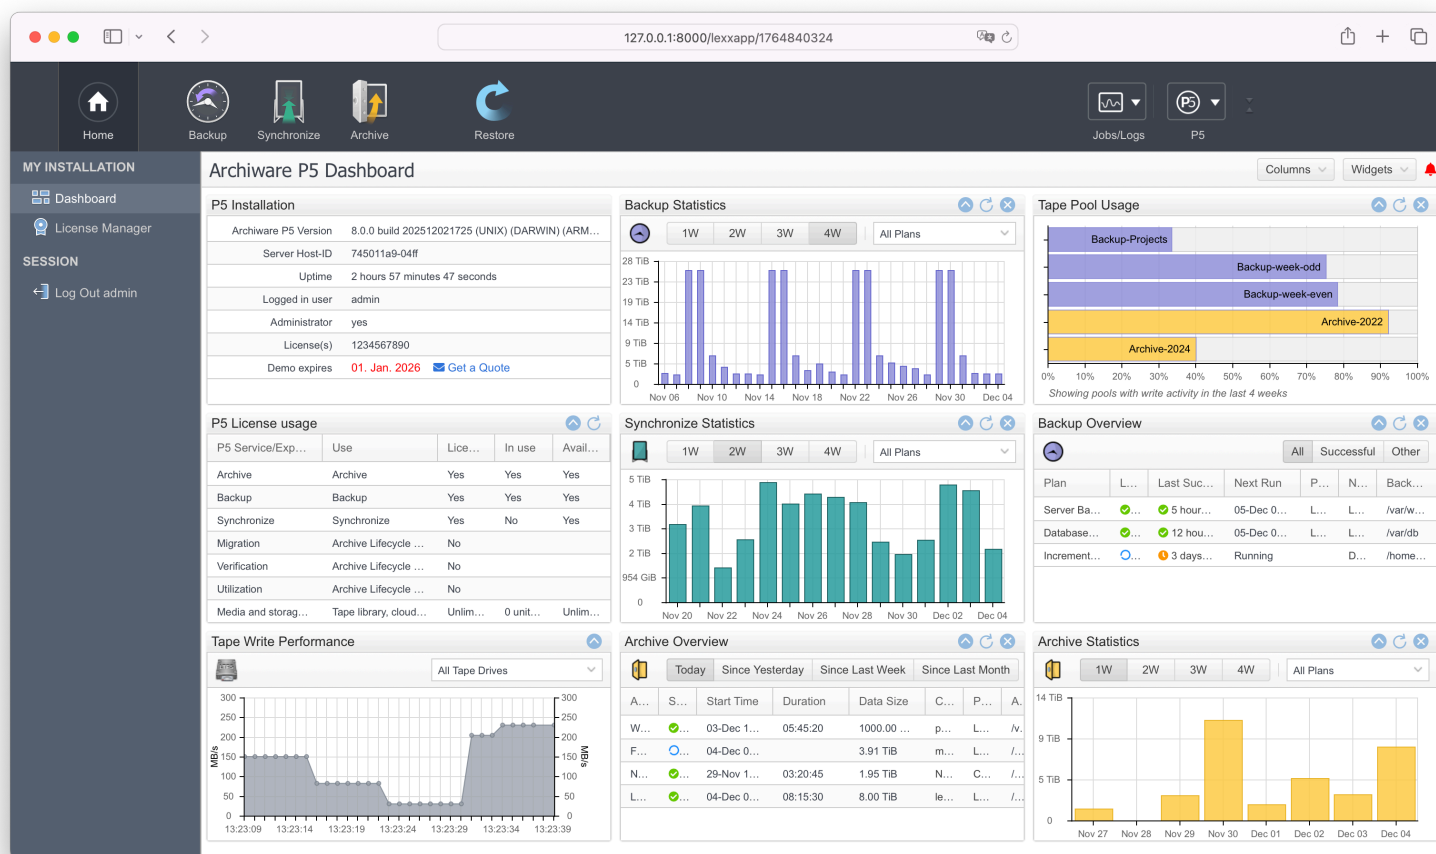 127.0.0.1:8000/lexxapp/1764840324
Home
Backup
Synchronize
Archive
Restore
Jobs/Logs
P5
P5
MY INSTALLATION
Dashboard
License Manager
SESSION
Log Out admin
Archiware P5 Dashboard
Columns
Widgets
P5 Installation
Archiware P5 Version 8.0.0 build 202512021725 (UNIX) (DARWIN) (ARM...
Server Host-ID 745011a9-04ff
Uptime 2 hours 57 minutes 47 seconds
Logged in user admin
Administrator yes
License(s) 1234567890
Demo expires 01. Jan. 2026 Get a Quote
Backup Statistics
1W 2W 3W 4W All Plans
28 TiB
23 TiB
19 TiB
14 TiB
9 TiB
5 TiB
0
Nov 06 Nov 10 Nov 14 Nov 18 Nov 22 Nov 26 Nov 30 Dec 04
Tape Pool Usage
Backup-Projects
Backup-week-odd
Backup-week-even
Archive-2022
Archive-2024
0% 10% 20% 30% 40% 50% 60% 70% 80% 90% 100%
Showing pools with write activity in the last 4 weeks
P5 License usage
P5 Service/Exp... Use Lice... In use Avail...
Archive Archive Yes Yes Yes
Backup Backup Yes Yes Yes
Synchronize Synchronize Yes No Yes
Migration Archive Lifecycle ... No
Verification Archive Lifecycle ... No
Utilization Archive Lifecycle ... No
Media and storag... Tape library, cloud... Unlim... 0 unit... Unlim...
Synchronize Statistics
1W 2W 3W 4W All Plans
5 TiB
4 TiB
3 TiB
2 TiB
954 GiB
0
Nov 20 Nov 22 Nov 24 Nov 26 Nov 28 Nov 30 Dec 02 Dec 04
Backup Overview
All Successful Other
Plan L... Last Suc... Next Run P... N... Back...
Server Ba... ... 5 hour... 05-Dec 0... L... L... /var/w...
Database... ... 12 hou... 05-Dec 0... L... L... /var/db
Increment... ... 3 days... Running D... /home...
Tape Write Performance
All Tape Drives
300 300
250 250
200 200
150 150
100 100
50 50
0 0
MB/s MB/s
13:23:09 13:23:14 13:23:19 13:23:24 13:23:29 13:23:34 13:23:39
Archive Overview
Today Since Yesterday Since Last Week Since Last Month
A... S... Start Time Duration Data Size C... P... A.
W... ... 03-Dec 1... 05:45:20 1000.00 ... p... L... /v.
F... ... 04-Dec 0... 3.91 TiB m... L... /...
N... ... 29-Nov 1... 03:20:45 1.95 TiB N... C... /...
L... ... 04-Dec 0... 08:15:30 8.00 TiB le... L... /...
Archive Statistics
1W 2W 3W 4W All Plans
14 TiB
9 TiB
5 TiB
0
Nov 27 Nov 28 Nov 29 Nov 30 Dec 01 Dec 02 Dec 03 Dec 04